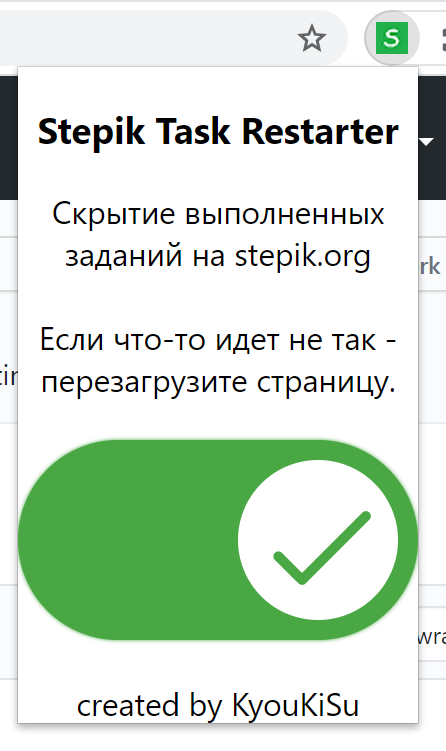 S
Stepik Task Restarter
Скрытие выполненных
заданий на stepik.org
Если что-то идет не так -
перезагрузите страницу.
created by KyouKiSu